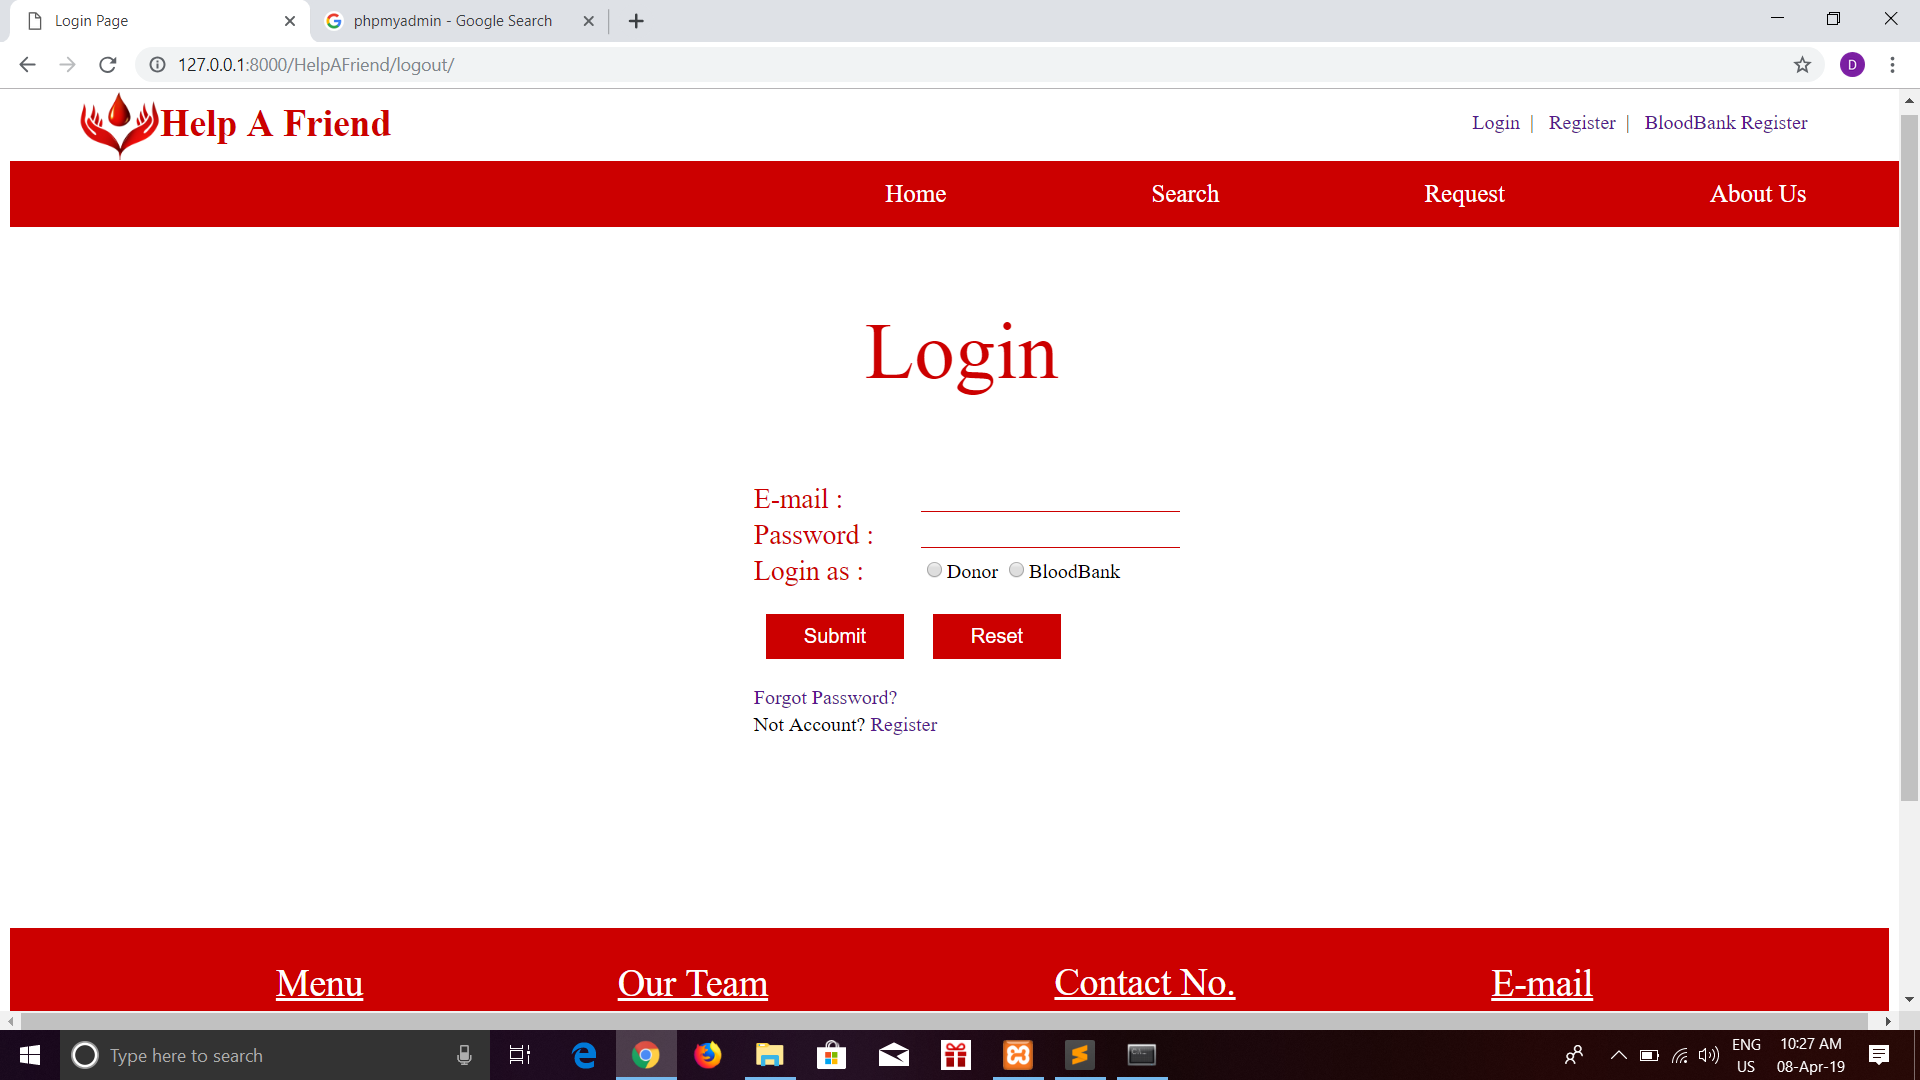 Login Page
phpmyadmin - Google Search
127.0.0.1:8000/HelpAFriend/logout/
D
Help A Friend
Login | Register | BloodBank Register
Home Search Request About Us
Login
E-mail :
Password :
Login as : Donor BloodBank
Submit Reset
Forgot Password?
Not Account? Register
Menu Our Team Contact No. E-mail
Type here to search
ENG
US
10:27 AM
08-Apr-19